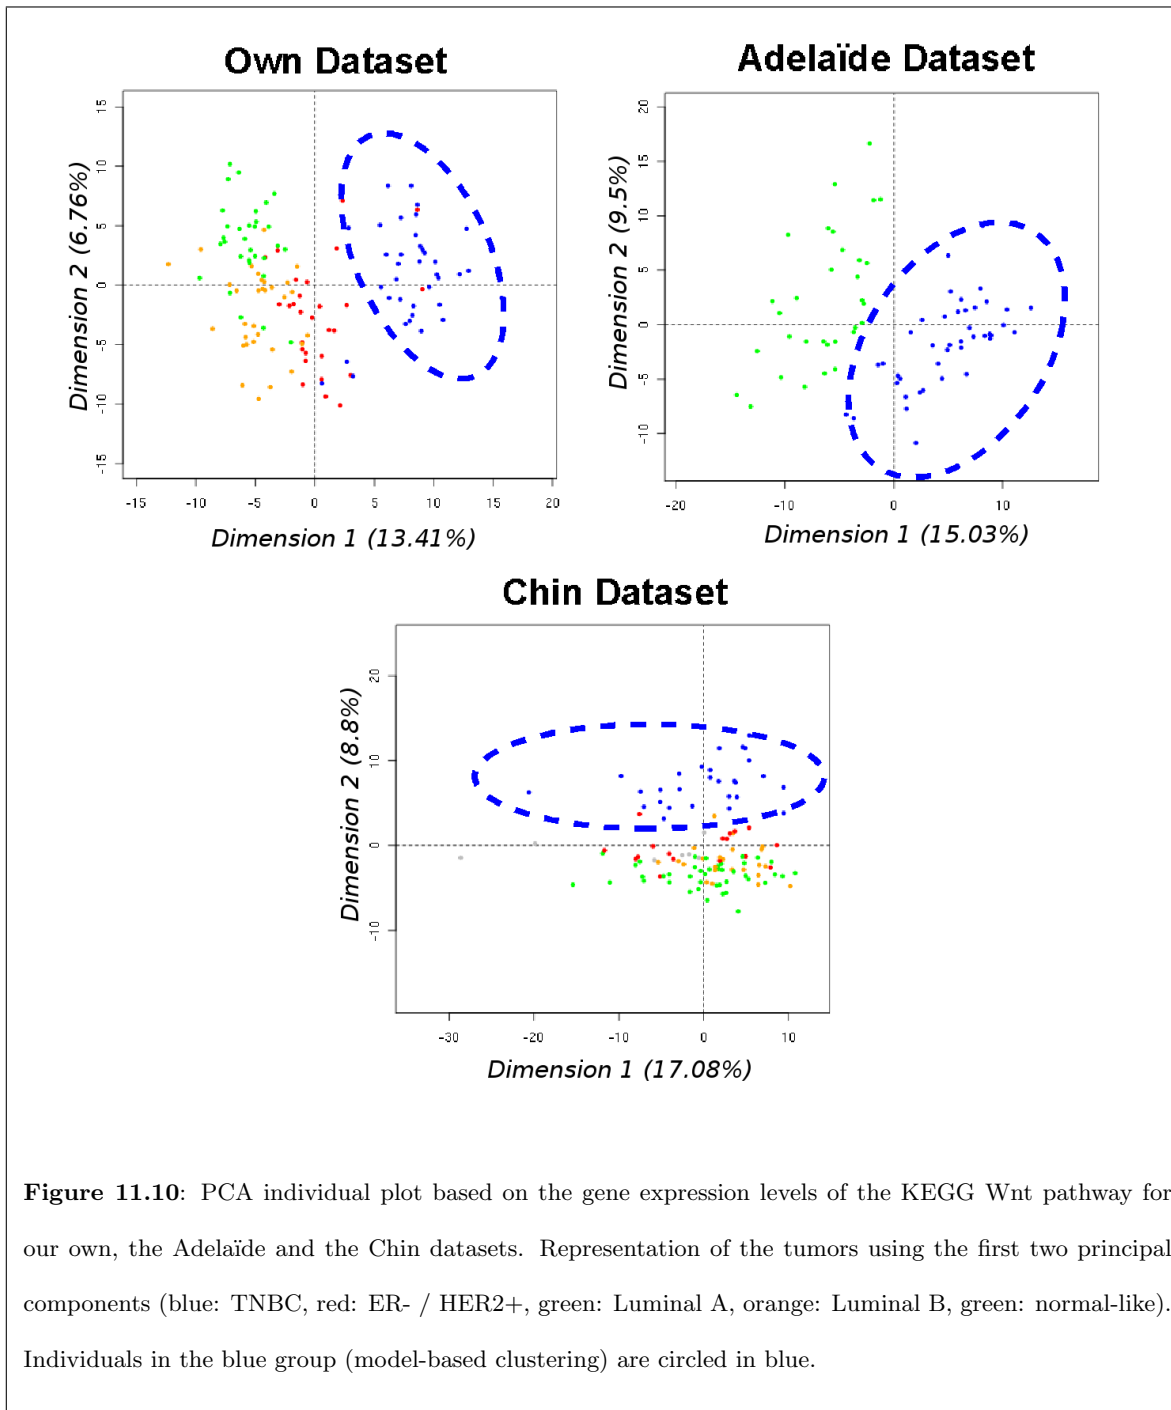 Own Dataset
Dimension 2 (6.76%)
15
10
5
0
-5
-10
-15
-15 -10 -5 0 5 10 15 20
Dimension 1 (13.41%)
Adelaïde Dataset
Dimension 2 (9.5%)
20
15
10
5
0
-5
-10
-20 -10 0 10
Dimension 1 (15.03%)
Chin Dataset
Dimension 2 (8.8%)
20
10
0
-10
-30 -20 -10 0 10
Dimension 1 (17.08%)
Figure 11.10: PCA individual plot based on the gene expression levels of the KEGG Wnt pathway for
our own, the Adelaïde and the Chin datasets. Representation of the tumors using the first two principal
components (blue: TNBC, red: ER- / HER2+, green: Luminal A, orange: Luminal B, green: normal-like).
Individuals in the blue group (model-based clustering) are circled in blue.